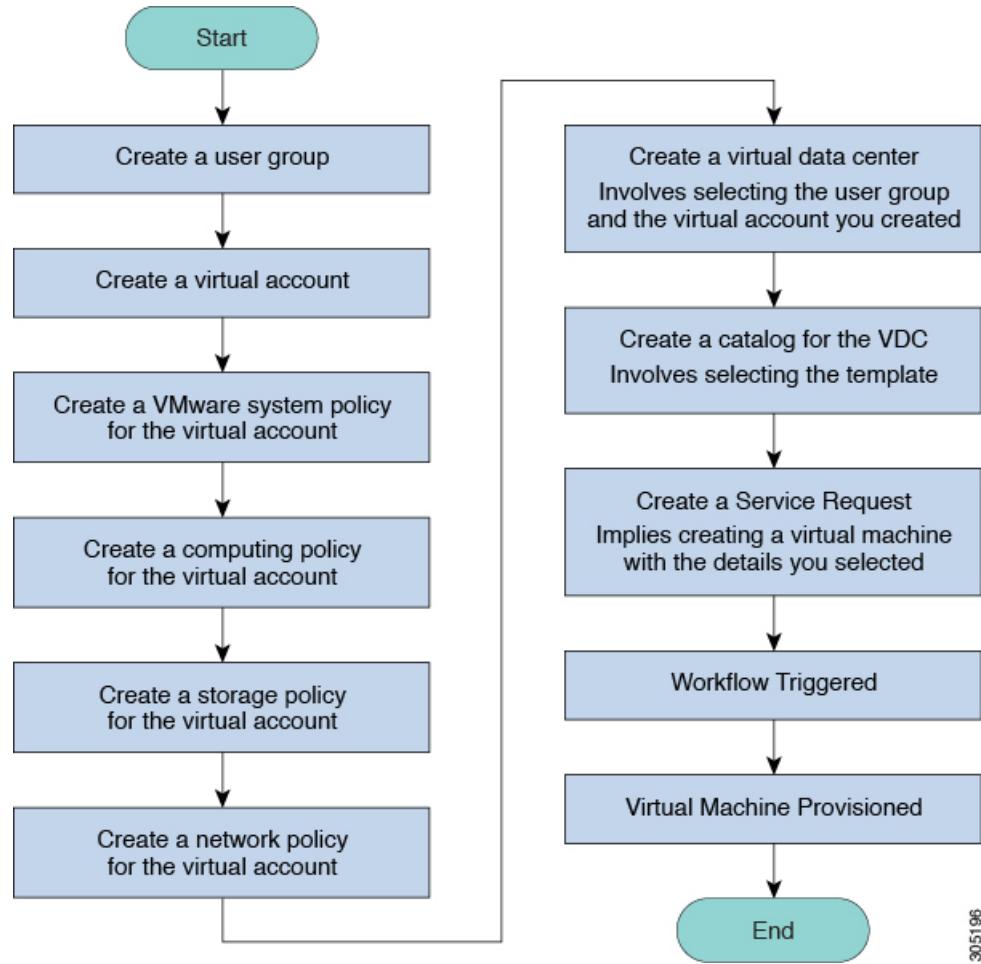 Start
Create a user group
Create a virtual account
Create a VMware system policy
for the virtual account
Create a computing policy
for the virtual account
Create a storage policy
for the virtual account
Create a network policy
for the virtual account
Create a virtual data center
Involves selecting the user group
and the virtual account you created
Create a catalog for the VDC
Involves selecting the template
Create a Service Request
Implies creating a virtual machine
with the details you selected
Workflow Triggered
Virtual Machine Provisioned
End
305196